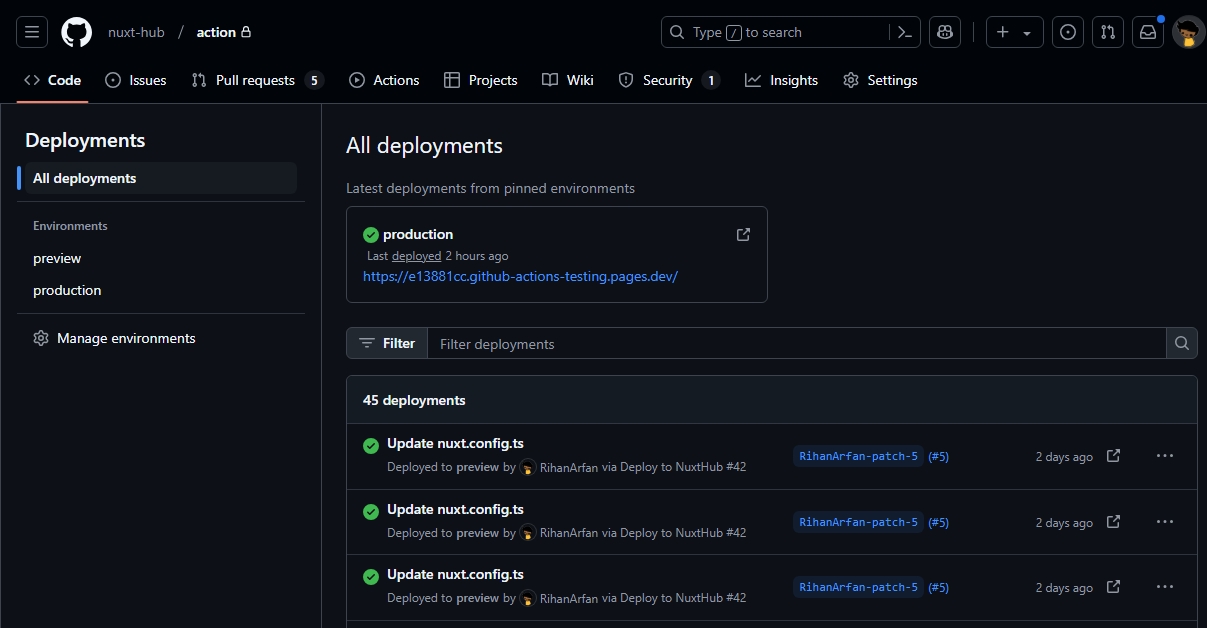 nuxt-hub / action
Type / to search
Code Issues Pull requests 5 Actions Projects Wiki Security 1 Insights Settings
Deployments
All deployments
Environments
preview
production
Manage environments
All deployments
Latest deployments from pinned environments
production
Last deployed 2 hours ago
https://e13881cc.github-actions-testing.pages.dev/
Filter Filter deployments
45 deployments
Update nuxt.config.ts
Deployed to preview by RihanArfan via Deploy to NuxtHub #42
RihanArfan-patch-5 (#5) 2 days ago
Update nuxt.config.ts
Deployed to preview by RihanArfan via Deploy to NuxtHub #42
RihanArfan-patch-5 (#5) 2 days ago
Update nuxt.config.ts
Deployed to preview by RihanArfan via Deploy to NuxtHub #42
RihanArfan-patch-5 (#5) 2 days ago